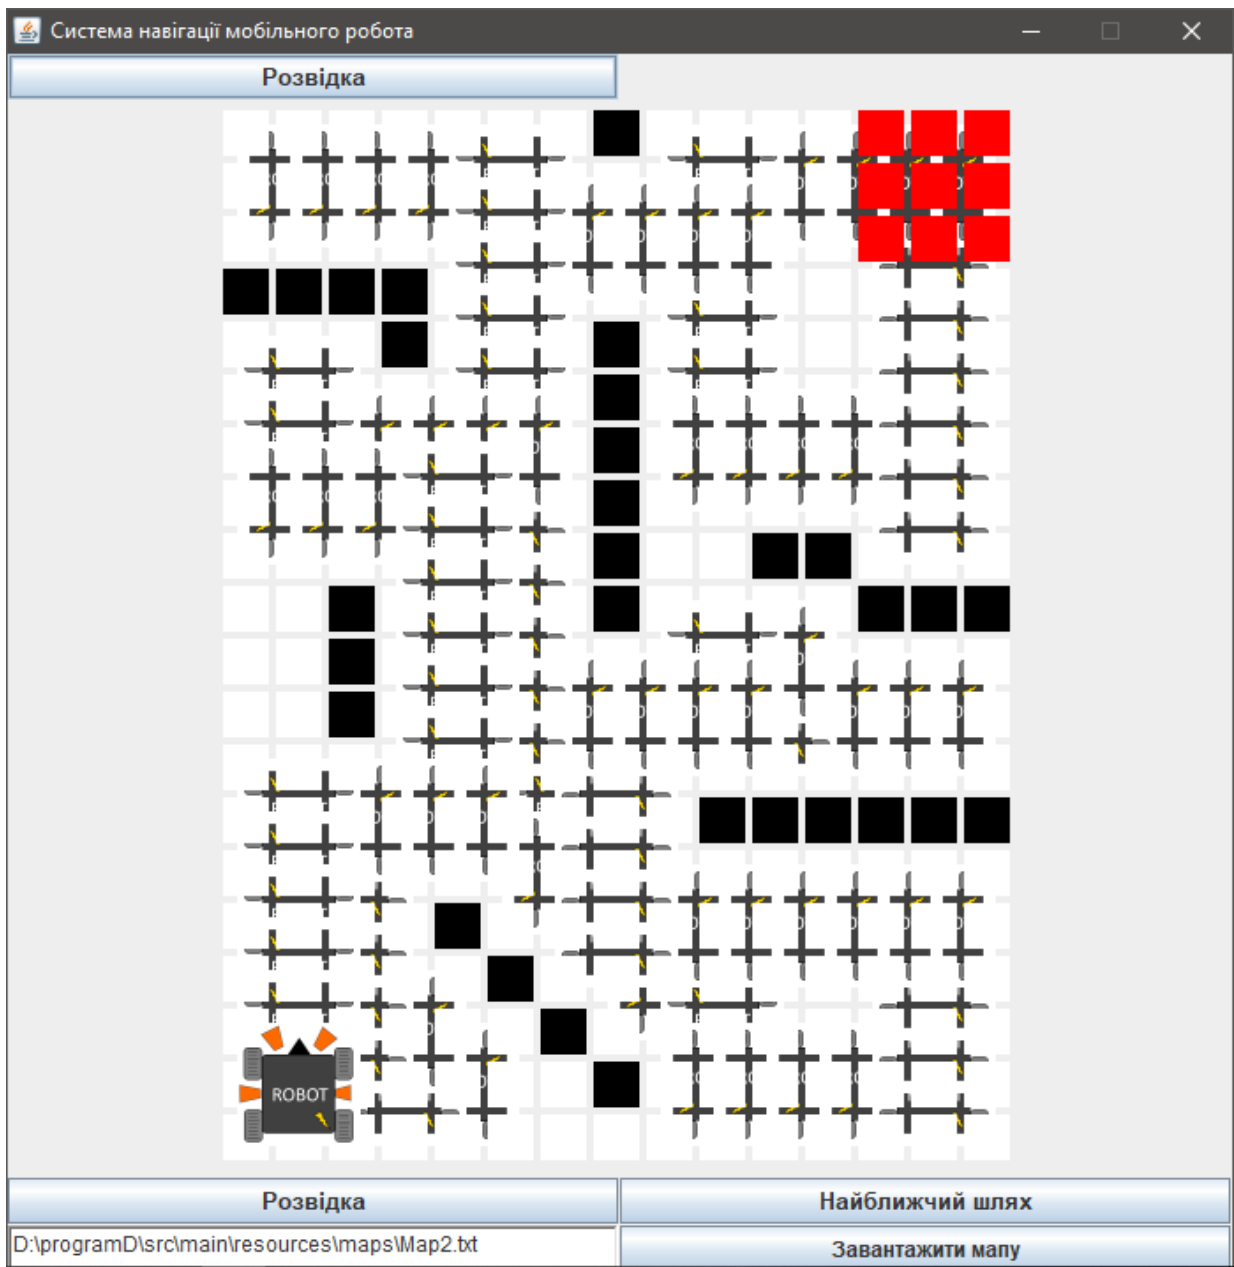 Система навігації мобільного робота
Розвідка
ROBOT
Розвідка
Найближчий шлях
D:\programD\src\main\resources\maps\Map2.txt
Завантажити мапу